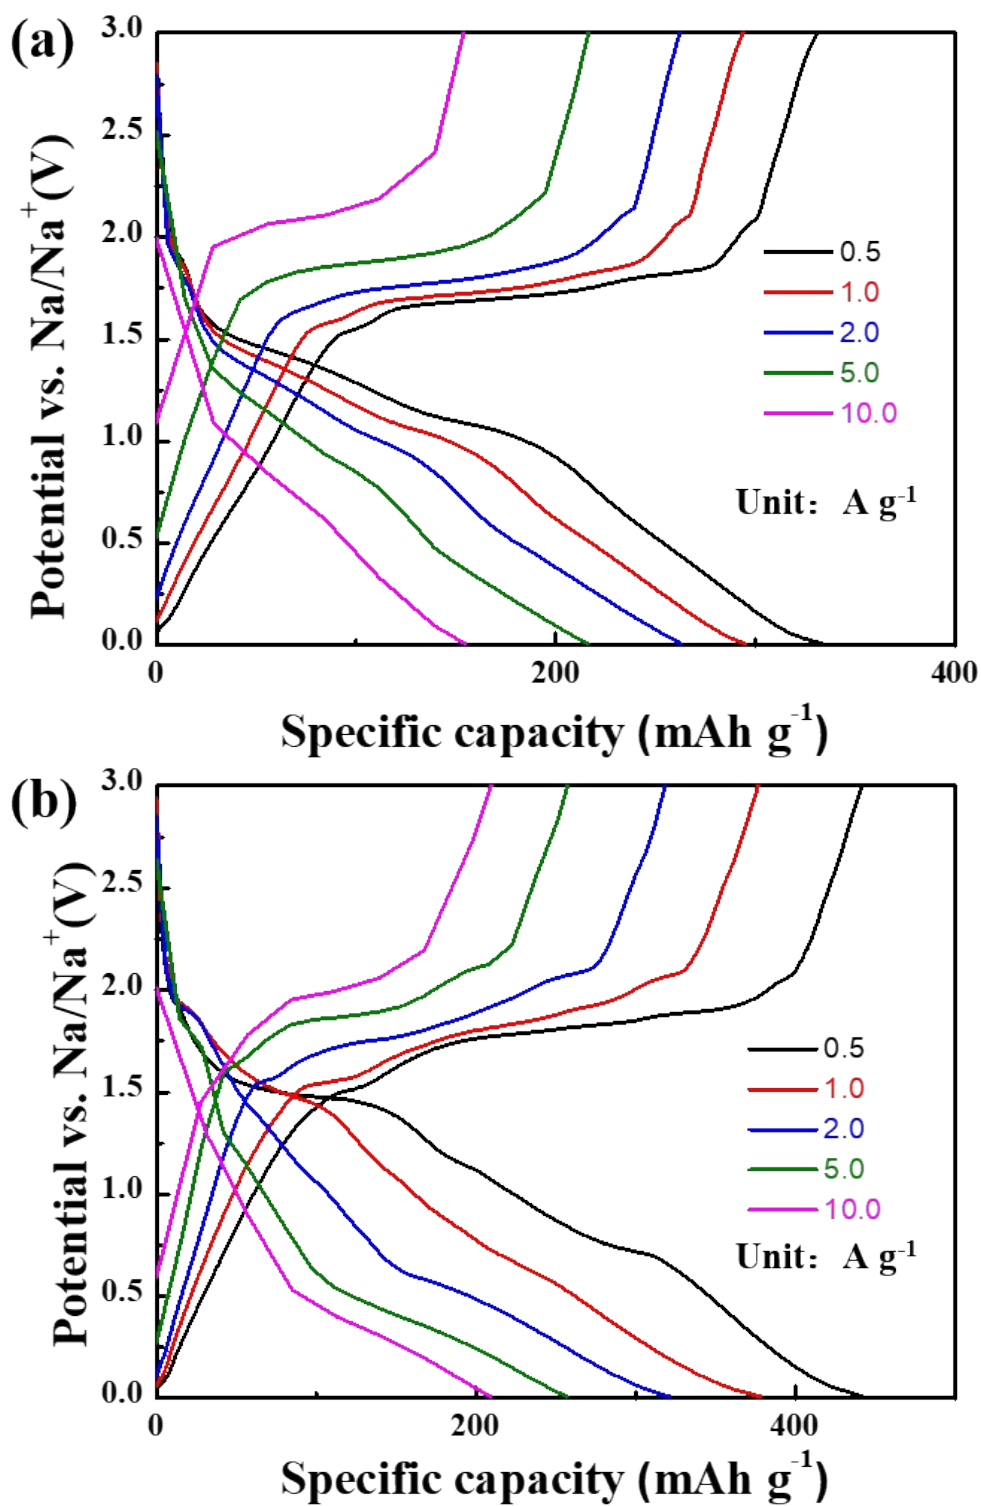 (a)
Potential vs. Na/Na⁺(V)
3.0
2.5
2.0
1.5
1.0
0.5
0.0
0 200 400
Specific capacity (mAh g⁻¹)
0.5
1.0
2.0
5.0
10.0
Unit：A g⁻¹
(b)
Potential vs. Na/Na⁺(V)
3.0
2.5
2.0
1.5
1.0
0.5
0.0
0 200 400
Specific capacity (mAh g⁻¹)
0.5
1.0
2.0
5.0
10.0
Unit：A g⁻¹